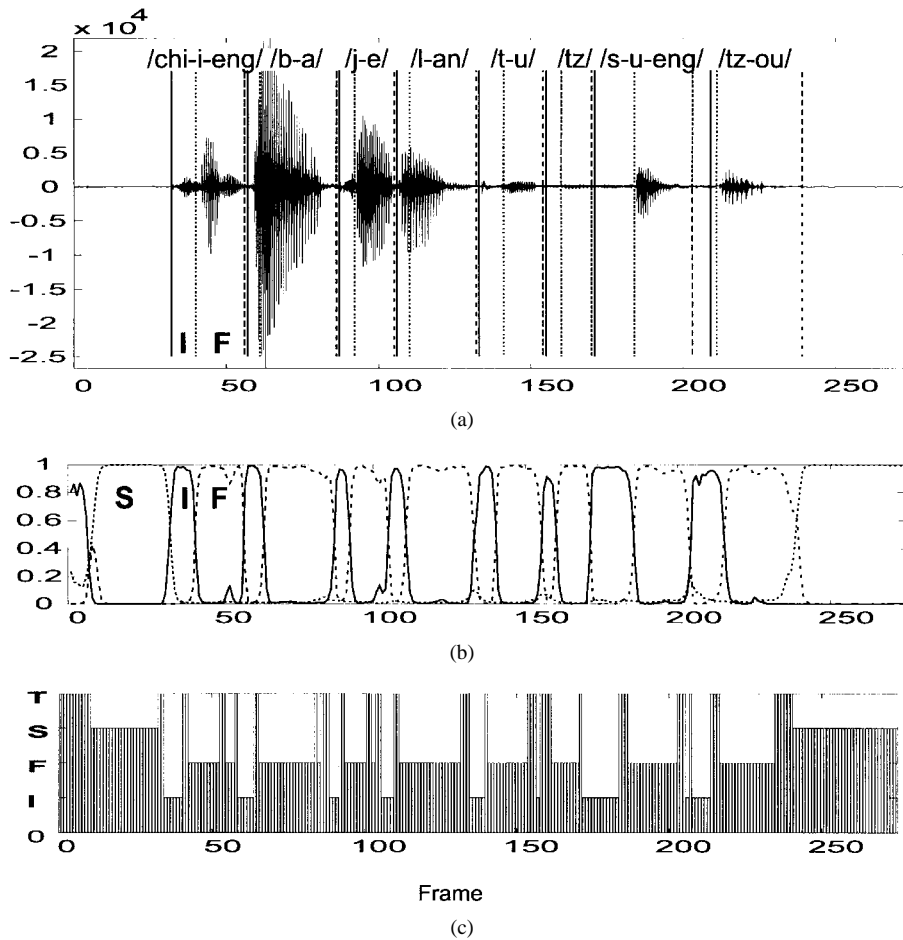 x 10⁴
2
/chi-i-eng/ /b-a/ /j-e/ /l-an/ /t-u/ /tz/ /s-u-eng/ /tz-ou/
1.5
1
0.5
0
-0.5
-1
-1.5
-2
-2.5
I F
0 50 100 150 200 250
(a)
1
0.8
0.6
0.4
0.2
0
S I F
0 50 100 150 200 250
(b)
T
S
F
I
0
0 50 100 150 200 250
Frame
(c)